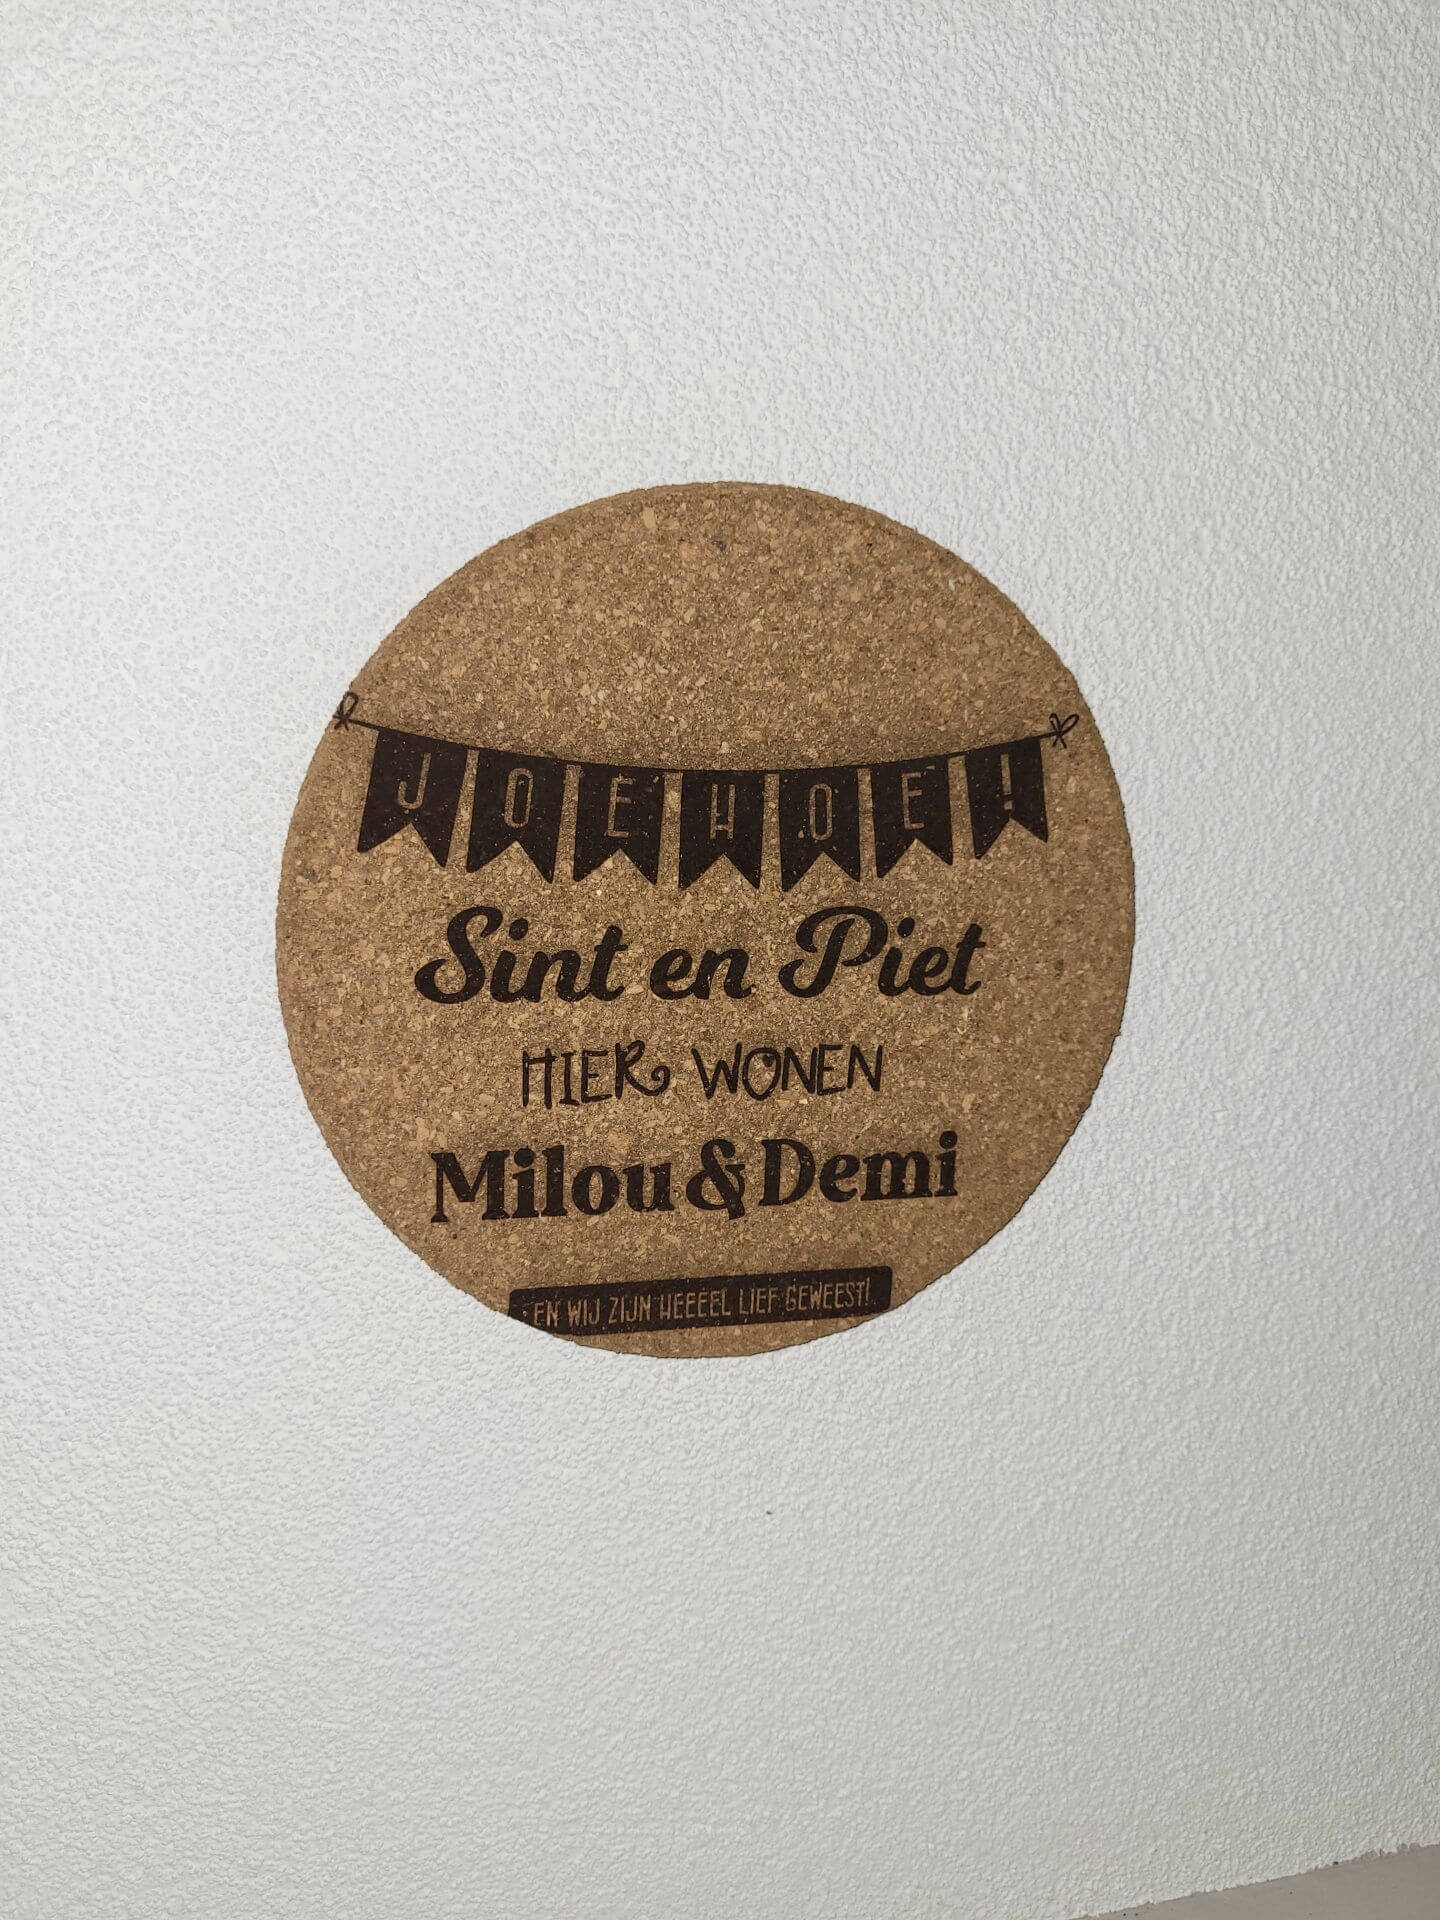 JOEHOE!
Sint en Piet
HIER WONEN
Milou & Demi
EN WIJ ZIJN HEEEEL LIEF GEWEEST!